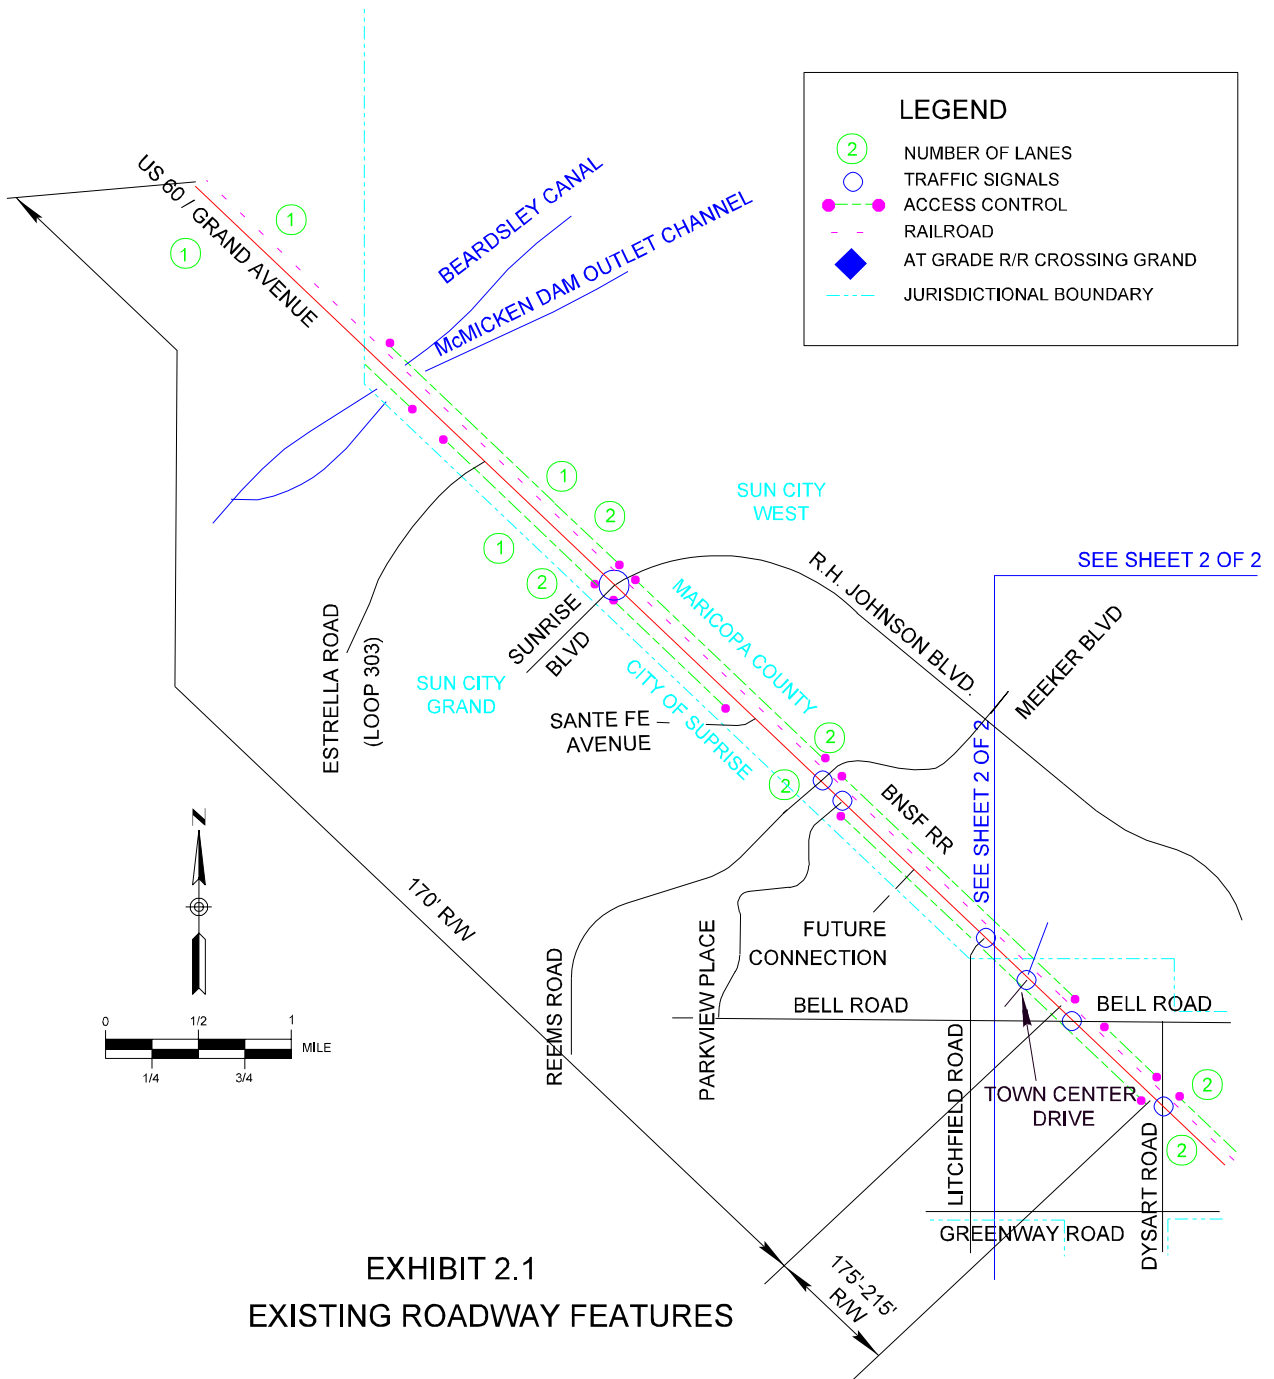 LEGEND
2
NUMBER OF LANES
TRAFFIC SIGNALS
ACCESS CONTROL
RAILROAD
AT GRADE R/R CROSSING GRAND
JURISDICTIONAL BOUNDARY
US 60 / GRAND AVENUE
1
1
BEARDSLEY CANAL
McMICKEN DAM OUTLET CHANNEL
1
2
1
2
SUN CITY
WEST
SEE SHEET 2 OF 2
R.H. JOHNSON BLVD.
MEEKER BLVD
ESTRELLA ROAD
(LOOP 303)
SUNRISE
BLVD
MARICOPA COUNTY
CITY OF SUPRISE
SUN CITY
GRAND
SANTE FE
AVENUE
2
2
BNSF RR
SEE SHEET 2 OF 2
N
170' R/W
FUTURE
CONNECTION
REEMS ROAD
PARKVIEW PLACE
BELL ROAD
BELL ROAD
0
1/2
1
MILE
1/4
3/4
LITCHFIELD ROAD
TOWN CENTER
DRIVE
2
2
DYSART ROAD
GREENWAY ROAD
175'-215'
R/W
EXHIBIT 2.1
EXISTING ROADWAY FEATURES